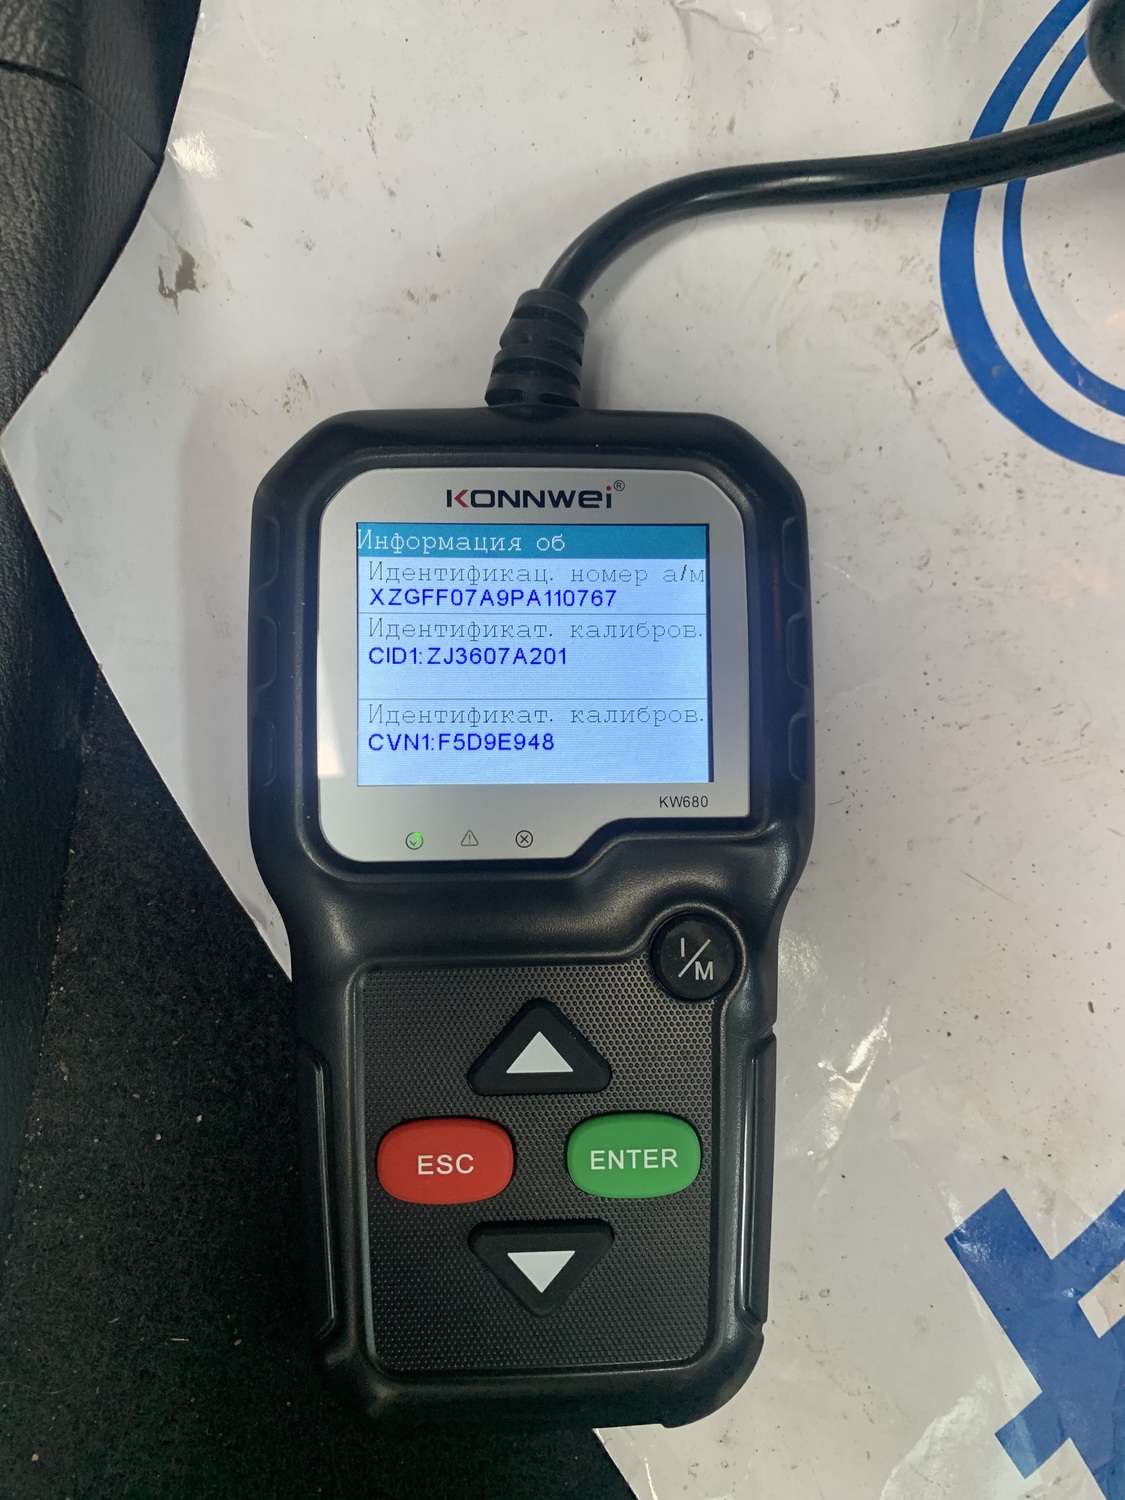 KONNWEI®
Информация об
Идентификац. номер а/м
XZGFF07A9PA110767
Идентификат. калибров.
CID1:ZJ3607A201
Идентификат. калибров.
CVN1:F5D9E948
KW680
I/M
ESC
ENTER